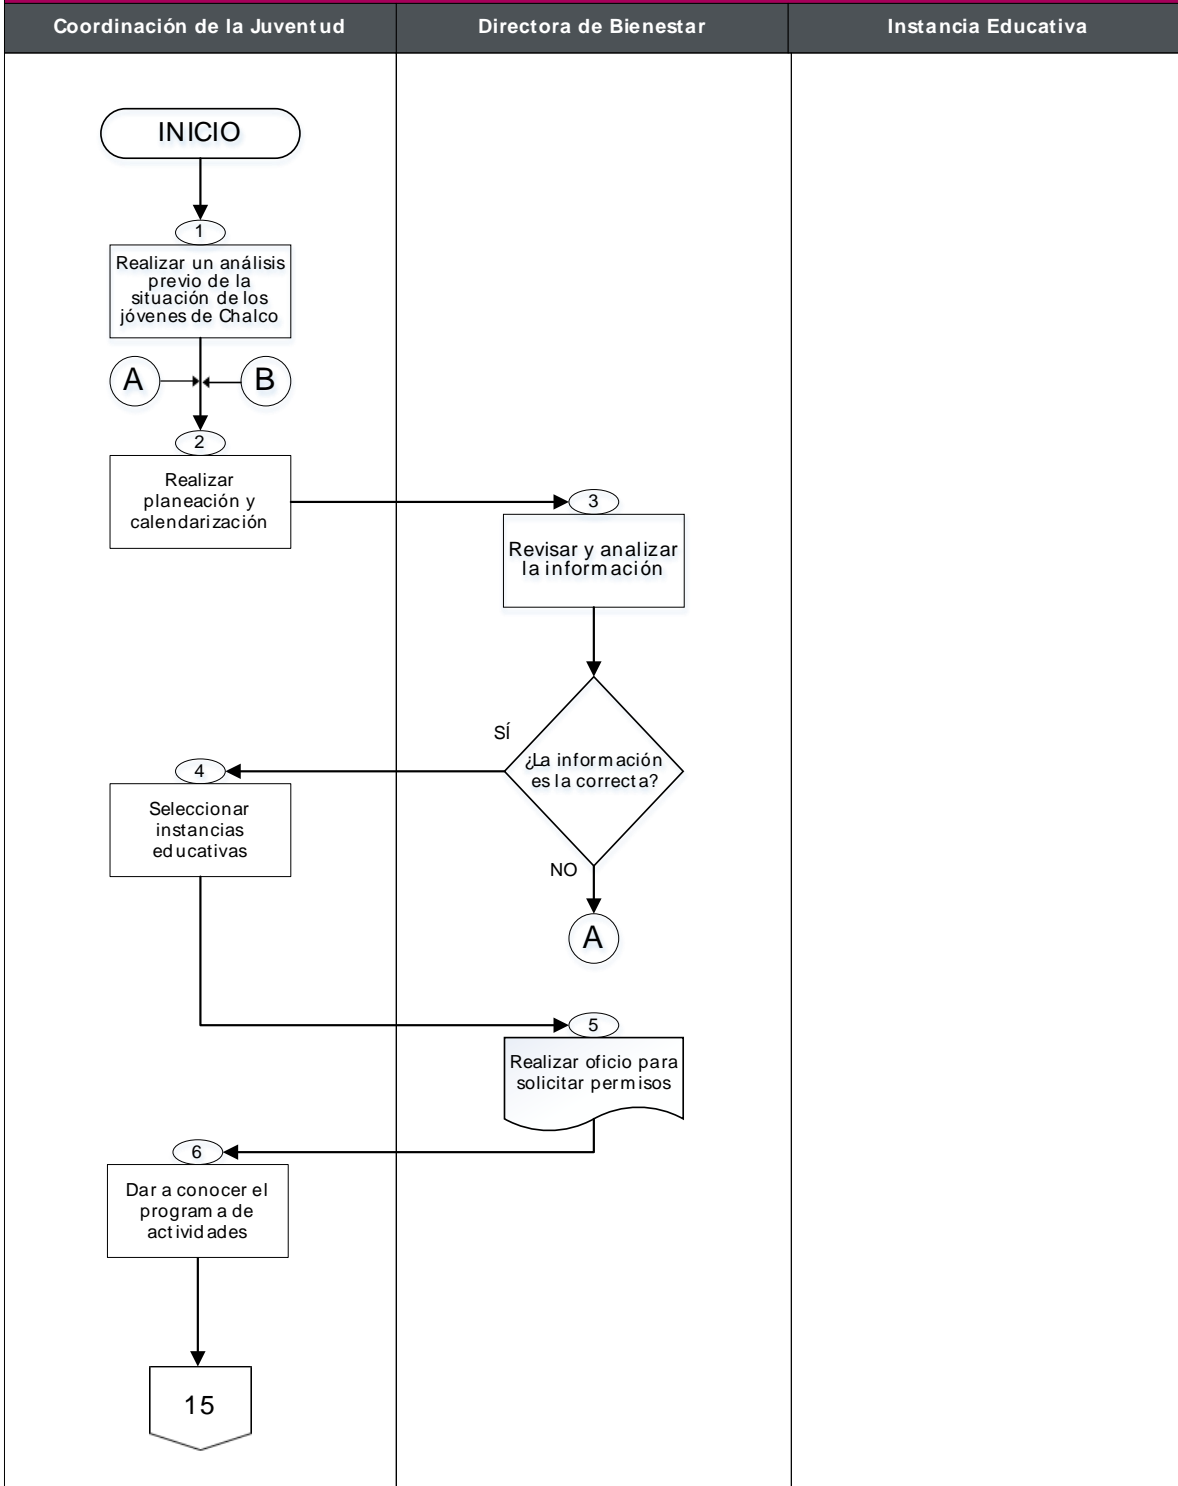 Coordinación de la Juventud
Directora de Bienestar
Instancia Educativa
INICIO
1
Realizar un análisis
previo de la
situación de los
jóvenes de Chalco
A
B
2
Realizar
planeación y
calendarización
3
Revisar y analizar
la información
SÍ
¿La información
es la correcta?
4
Seleccionar
instancias
educativas
NO
A
5
Realizar oficio para
solicitar permisos
6
Dar a conocer el
programa de
actividades
15